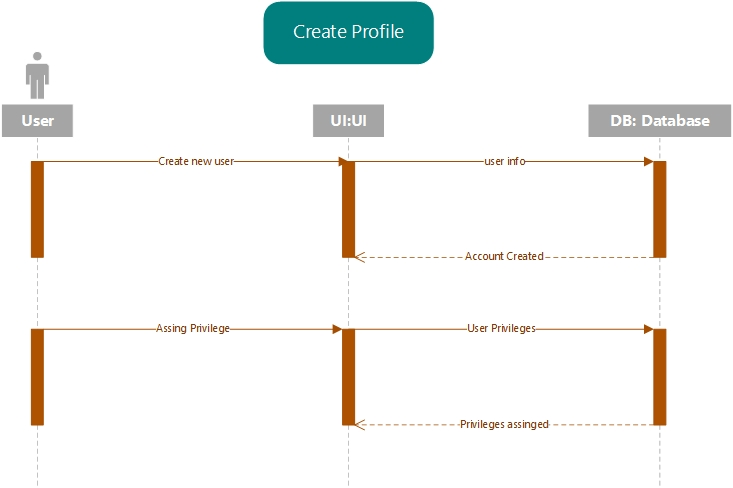 Create Profile
User
UI:UI
DB: Database
Create new user
user info
Account Created
Assing Privilege
User Privileges
Privileges assinged